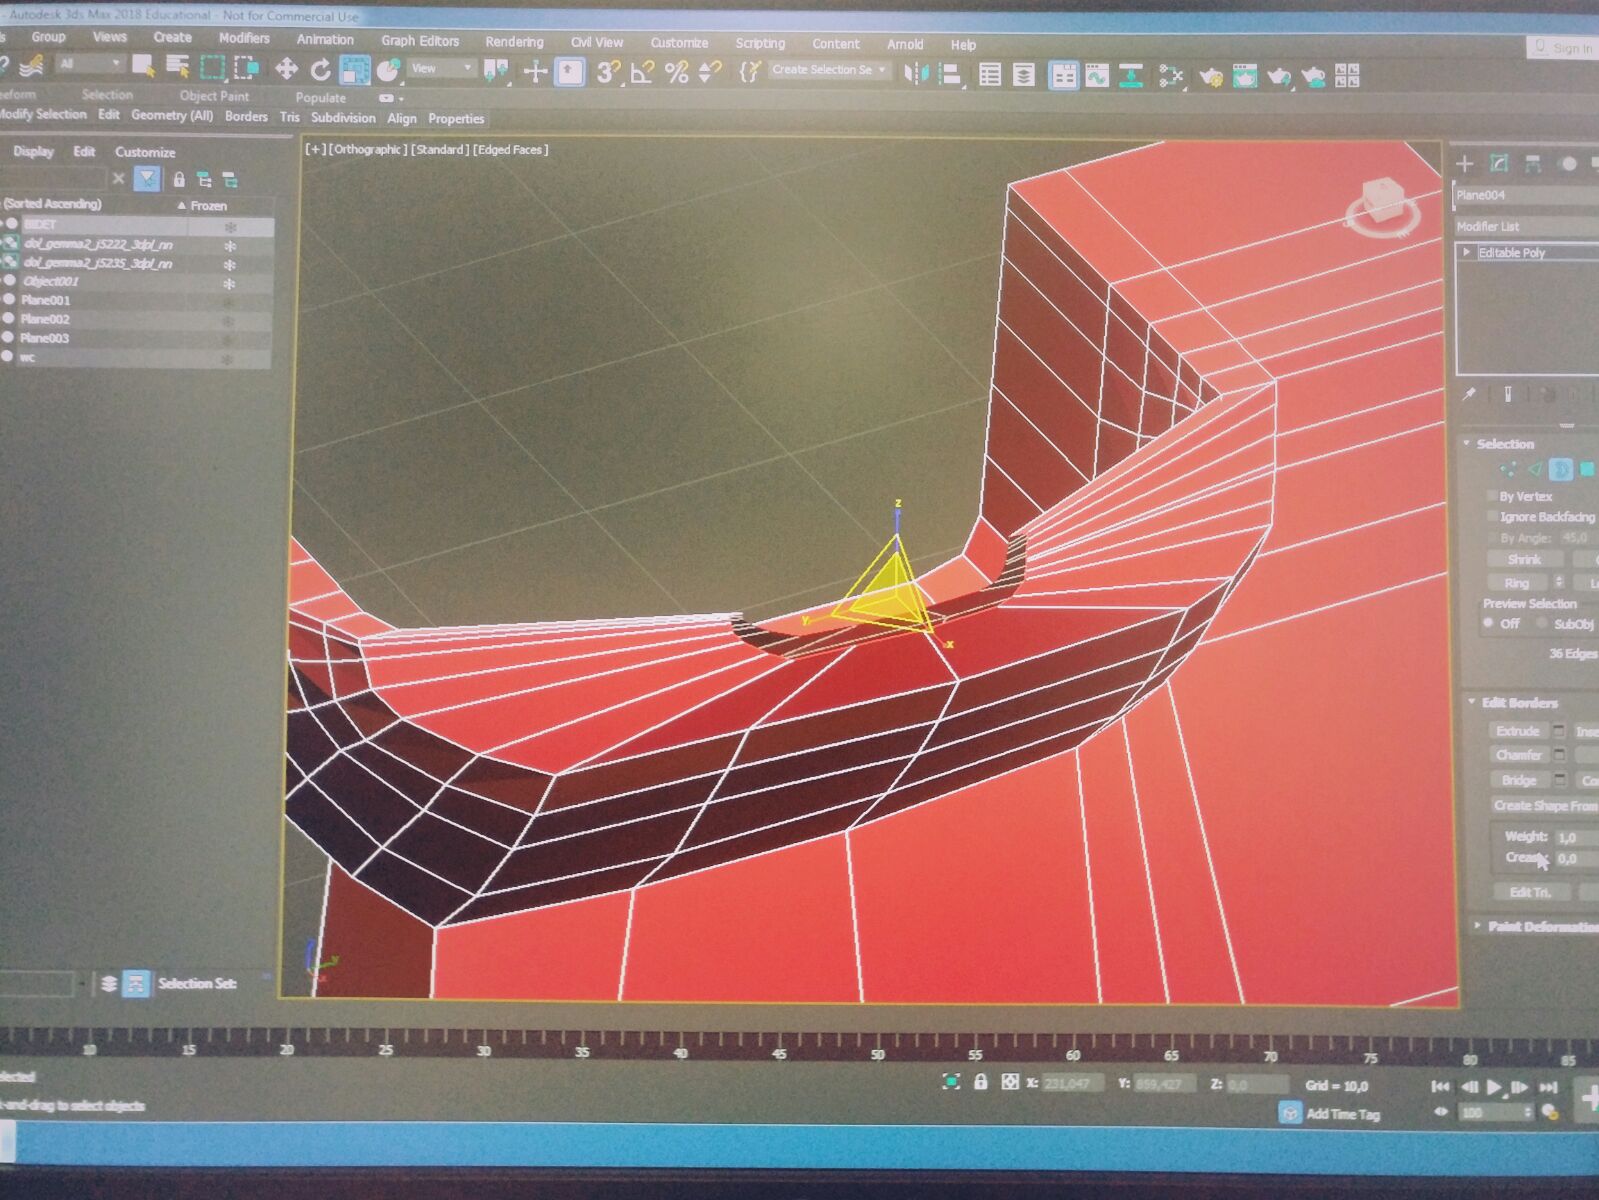 - Autodesk 3ds Max 2018 Educational - Not for Commercial Use
Group Views Create Modifiers Animation Graph Editors Rendering Civil View Customize Scripting Content Arnold Help
Sign In
All View Create Selection Se
Selection Object Paint Populate
Modify Selection Edit Geometry (All) Borders Tris Subdivision Align Properties
Display Edit Customize
(Sorted Ascending) Frozen
BIDET
dol_gemma2_j5222_3dpl_nn
dol_gemma2_j5235_3dpl_nn
Object001
Plane001
Plane002
Plane003
wc
[+] [Orthographic] [Standard] [Edged Faces]
z
y
x
Plane004
Modifier List
Editable Poly
Selection
By Vertex
Ignore Backfacing
By Angle: 45,0
Shrink
Ring
Preview Selection
Off SubObj
36 Edges
Edit Borders
Extrude Inse
Chamfer
Bridge
Create Shape From
Weight: 1,0
Crease: 0,0
Edit Tri.
Paint Deformation
Selection Set:
10 15 20 25 30 35 40 45 50 55 60 65 70 75 80 85
X: 231,047 Y: 859,427 Z: 0,0 Grid = 10,0
-and-drag to select objects
Add Time Tag
100